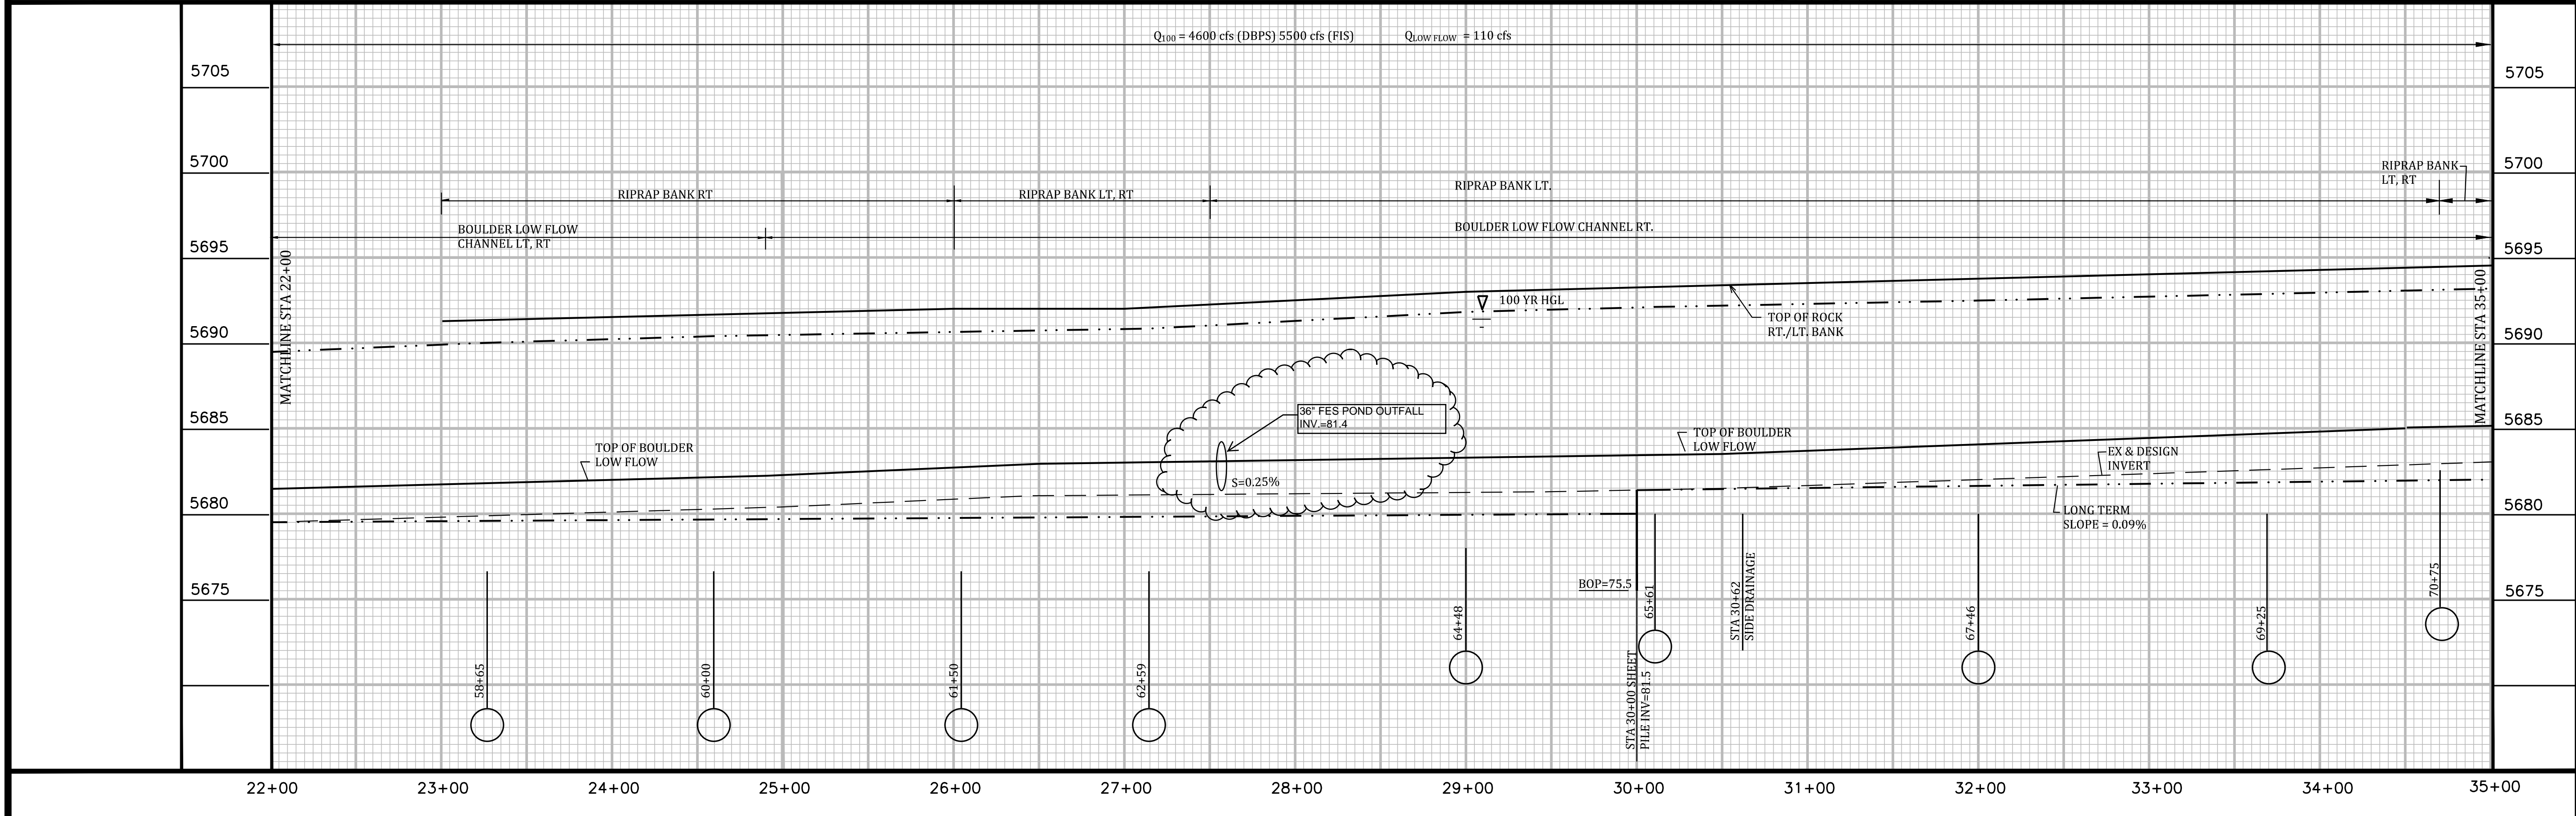 Q100 = 4600 cfs (DBPS) 5500 cfs (FIS)
QLOW FLOW = 110 cfs
5705
5705
5700
5700
RIPRAP BANK RT
RIPRAP BANK LT, RT
RIPRAP BANK LT.
RIPRAP BANK
LT, RT
BOULDER LOW FLOW
CHANNEL LT, RT
BOULDER LOW FLOW CHANNEL RT.
5695
5695
MATCHLINE STA 22+00
MATCHLINE STA 35+00
100 YR HGL
TOP OF ROCK
RT./LT. BANK
5690
5690
36" FES POND OUTFALL
INV.=81.4
5685
5685
TOP OF BOULDER
LOW FLOW
TOP OF BOULDER
LOW FLOW
EX & DESIGN
INVERT
S=0.25%
5680
5680
LONG TERM
SLOPE = 0.09%
BOP=75.5
5675
5675
58+65
60+00
61+50
62+59
64+48
STA 30+00 SHEET
PILE INV=81.5
65+61
STA 30+62
SIDE DRAINAGE
67+46
69+25
70+75
22+00
23+00
24+00
25+00
26+00
27+00
28+00
29+00
30+00
31+00
32+00
33+00
34+00
35+00